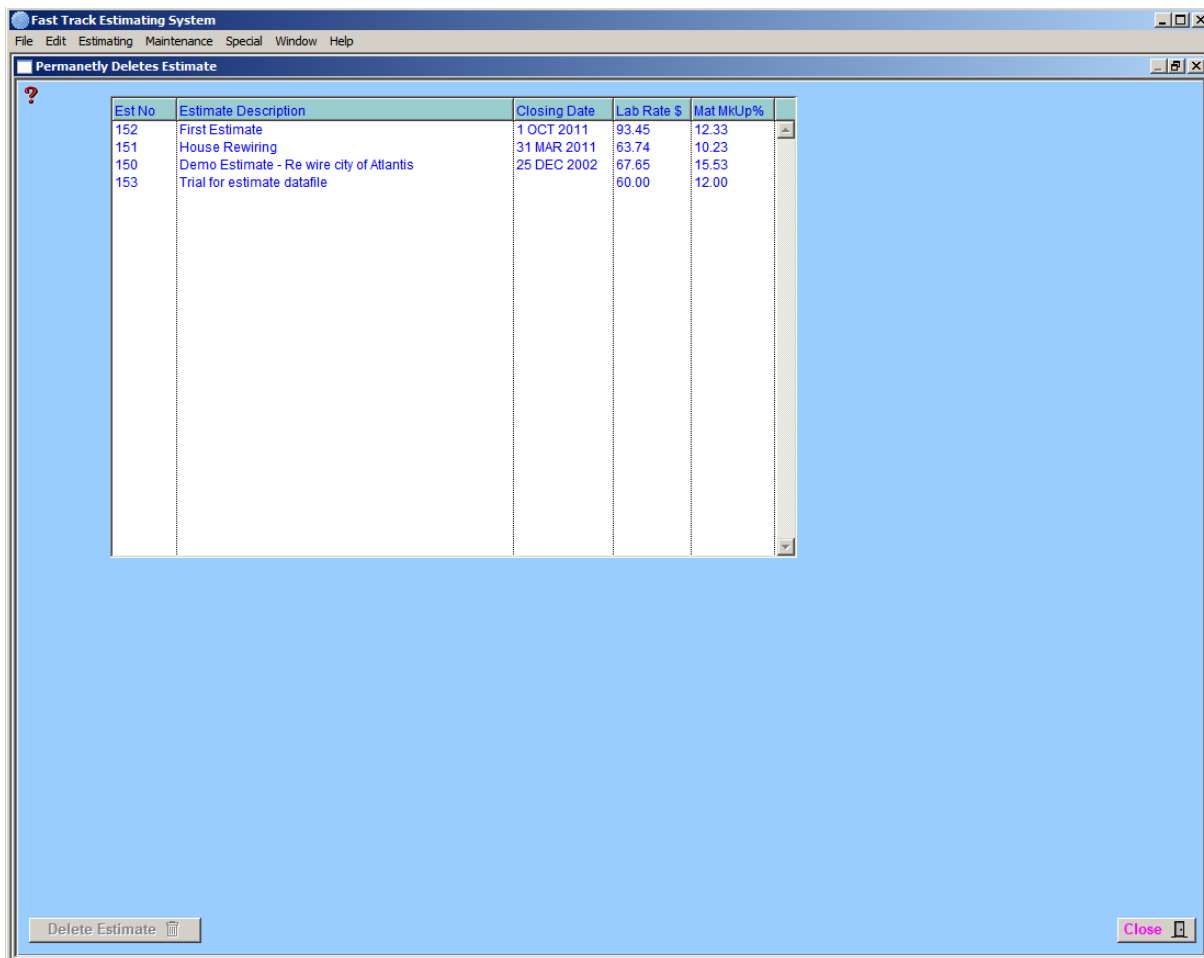 Fast Track Estimating System
File Edit Estimating Maintenance Special Window Help
Permanetly Deletes Estimate
?
Est No Estimate Description Closing Date Lab Rate $ Mat MkUp%
152 First Estimate 1 OCT 2011 93.45 12.33
151 House Rewiring 31 MAR 2011 63.74 10.23
150 Demo Estimate - Re wire city of Atlantis 25 DEC 2002 67.65 15.53
153 Trial for estimate datafile 60.00 12.00
Delete Estimate Close